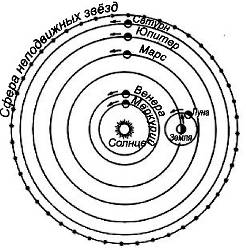 Сфера неподвижных звёзд
Сатурн
Юпитер
Марс
Венера
Меркурий
Солнце
Луна
Земля